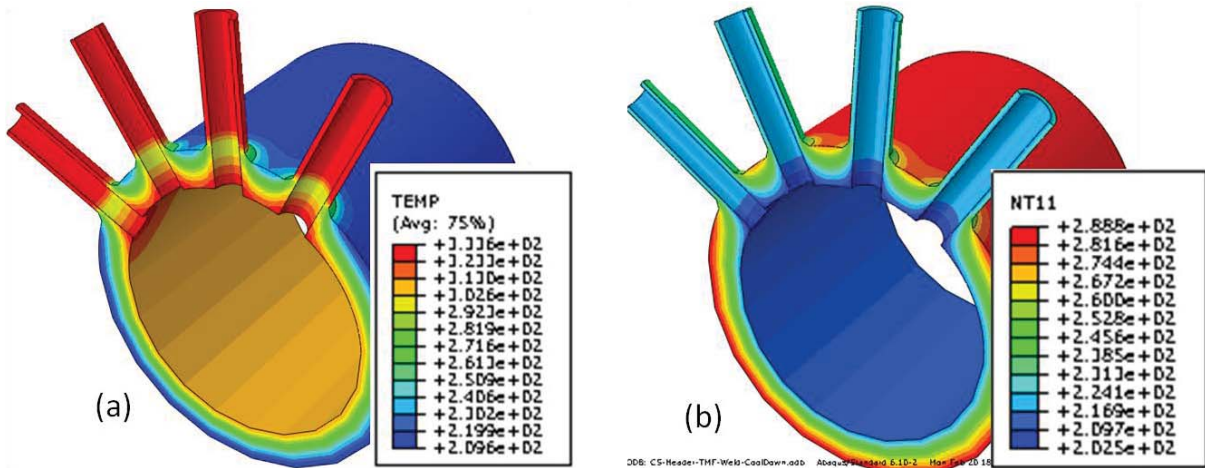 TEMP
(Avg: 75%)
+3.336e+02
+3.233e+02
+3.130e+02
+3.026e+02
+2.923e+02
+2.819e+02
+2.716e+02
+2.613e+02
+2.509e+02
+2.406e+02
+2.302e+02
+2.199e+02
+2.096e+02
(a)
NT11
+2.888e+02
+2.816e+02
+2.744e+02
+2.672e+02
+2.600e+02
+2.528e+02
+2.456e+02
+2.385e+02
+2.313e+02
+2.241e+02
+2.169e+02
+2.097e+02
+2.025e+02
(b)
ODB: CS-Header-TMF-Weld-CoolDown.odb Abaqus/Standard 6.10-2 Mon Feb 20 18